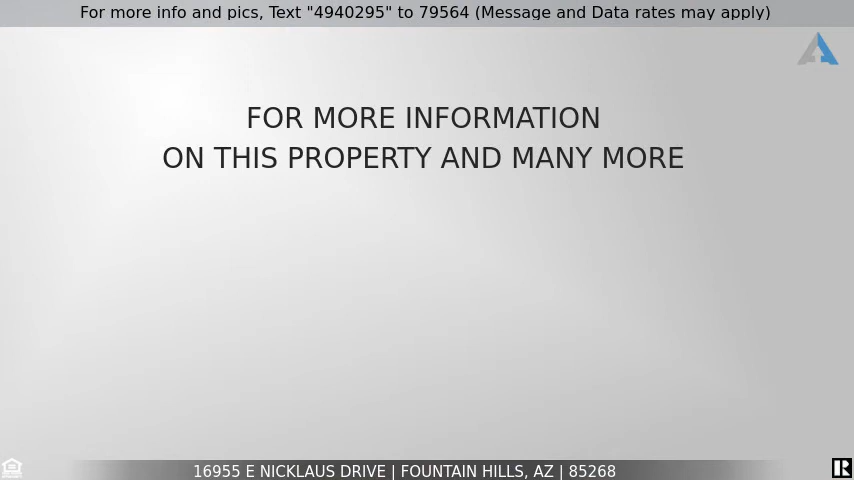 For more info and pics, Text "4940295" to 79564 (Message and Data rates may apply)
FOR MORE INFORMATION
ON THIS PROPERTY AND MANY MORE
16955 E NICKLAUS DRIVE | FOUNTAIN HILLS, AZ | 85268